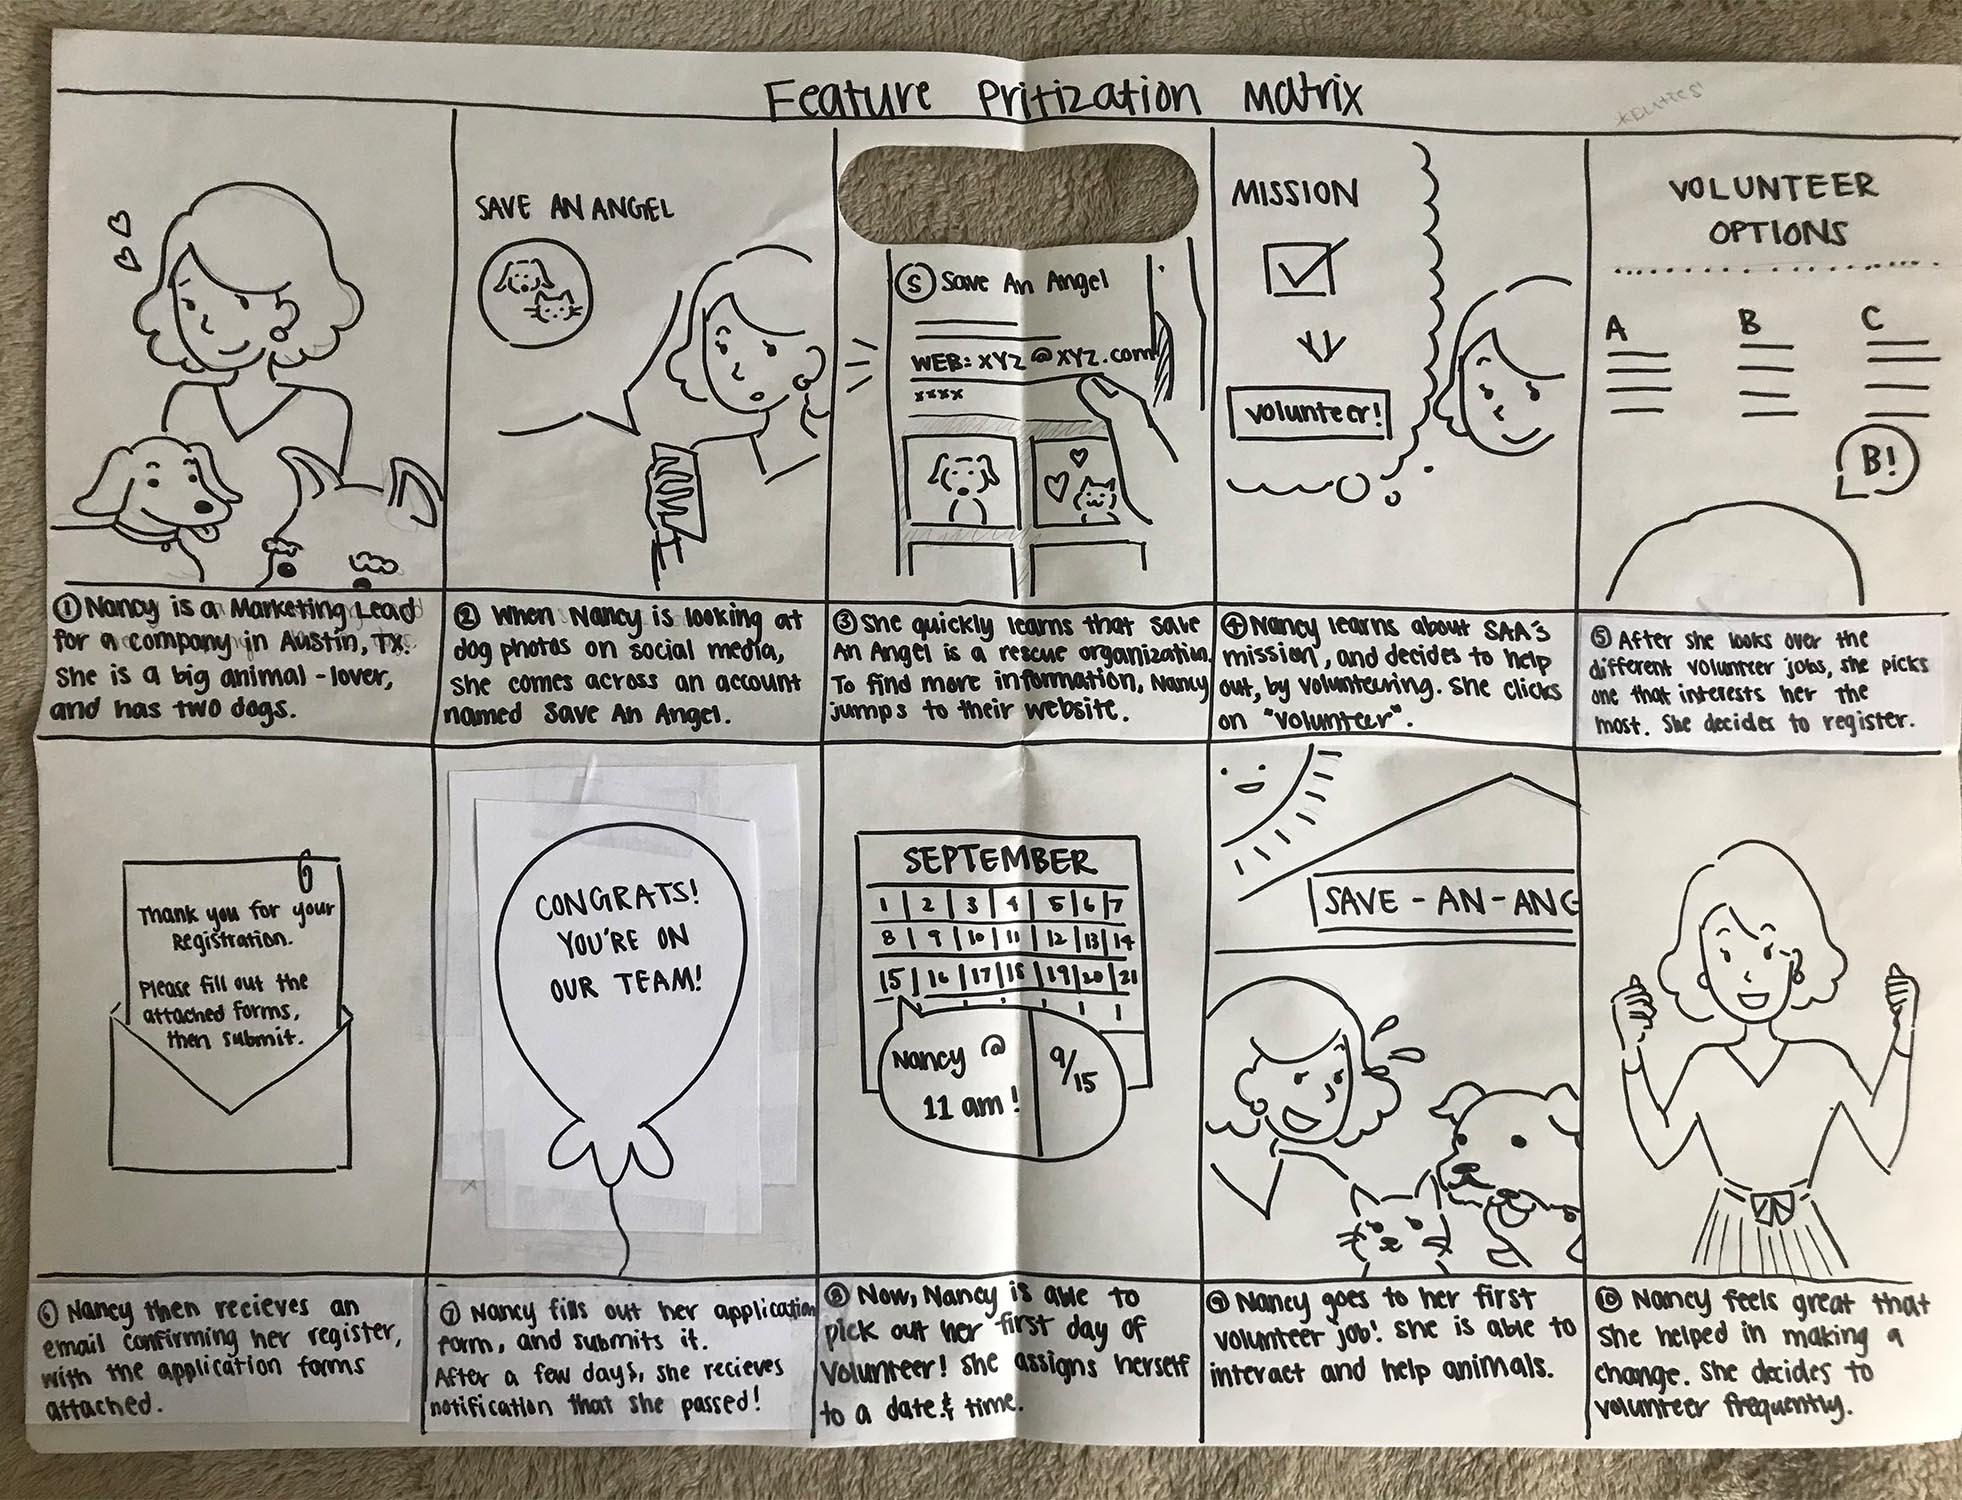 Feature Pritization Matrix
SAVE AN ANGEL
S Save An Angel
WEB: XYZ@XYZ.com
xxxx
MISSION
volunteer!
VOLUNTEER
OPTIONS
A B C
B!
① Nancy is a Marketing Lead
for a company in Austin, TX.
She is a big animal-lover,
and has two dogs.
② When Nancy is looking at
dog photos on social media,
she comes across an account
named Save An Angel.
③ She quickly learns that Save
An Angel is a rescue organization.
To find more information, Nancy
jumps to their website.
④ Nancy learns about SAA's
mission, and decides to help
out, by volunteering. She clicks
on "Volunteer".
⑤ After she looks over the
different volunteer jobs, she picks
one that interests her the
most. She decides to register.
Thank you for your
Registration.
Please fill out the
attached forms,
then submit.
CONGRATS!
YOU'RE ON
OUR TEAM!
SEPTEMBER
1 2 3 4 5 6 7
8 9 10 11 12 13 14
15 16 17 18 19 20 21
Nancy @
11 am!
9/15
SAVE-AN-ANG
⑥ Nancy then recieves an
email confirming her register,
with the application forms
attached.
⑦ Nancy fills out her application
form, and submits it.
After a few days, she recieves
notification that she passed!
⑧ Now, Nancy is able to
pick out her first day of
volunteer! She assigns herself
to a date & time.
⑨ Nancy goes to her first
volunteer job! She is able to
interact and help animals.
⑩ Nancy feels great that
she helped in making a
change. She decides to
volunteer frequently.